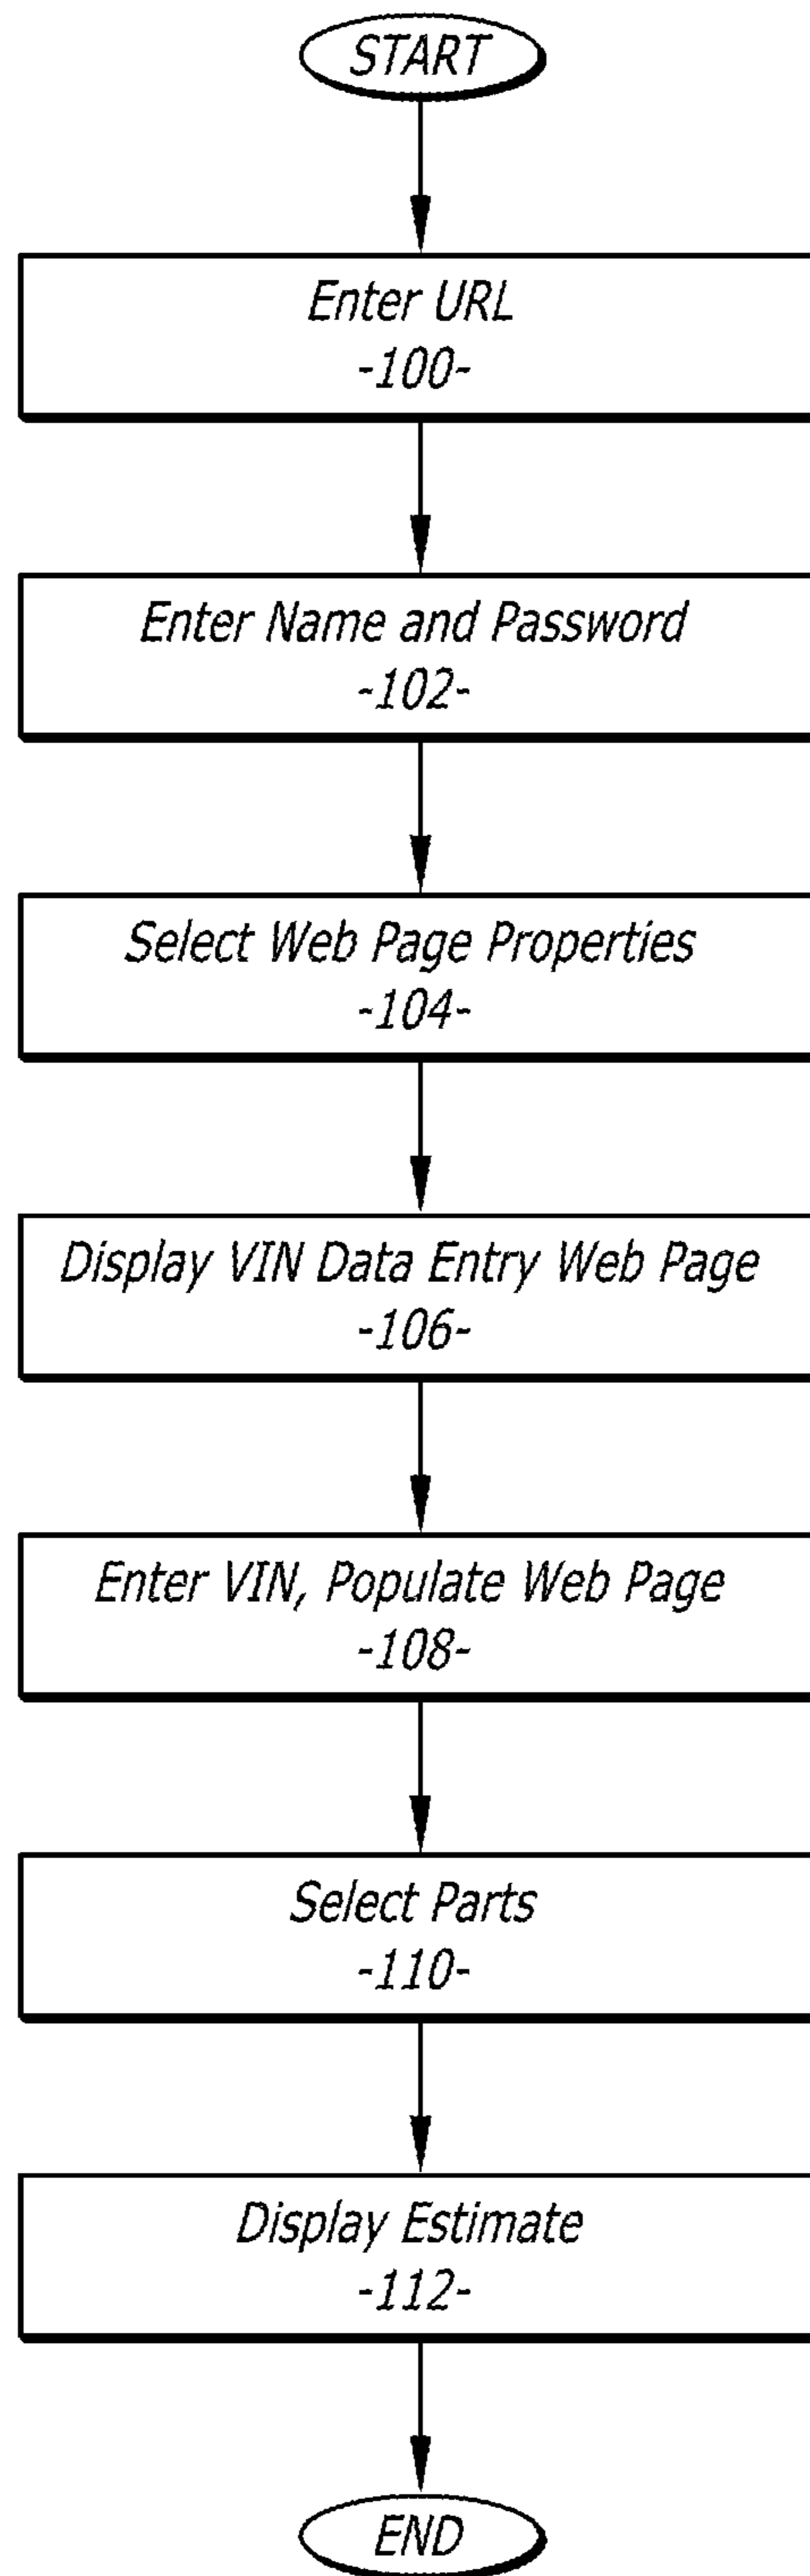 START
Enter URL
-100-
Enter Name and Password
-102-
Select Web Page Properties
-104-
Display VIN Data Entry Web Page
-106-
Enter VIN, Populate Web Page
-108-
Select Parts
-110-
Display Estimate
-112-
END